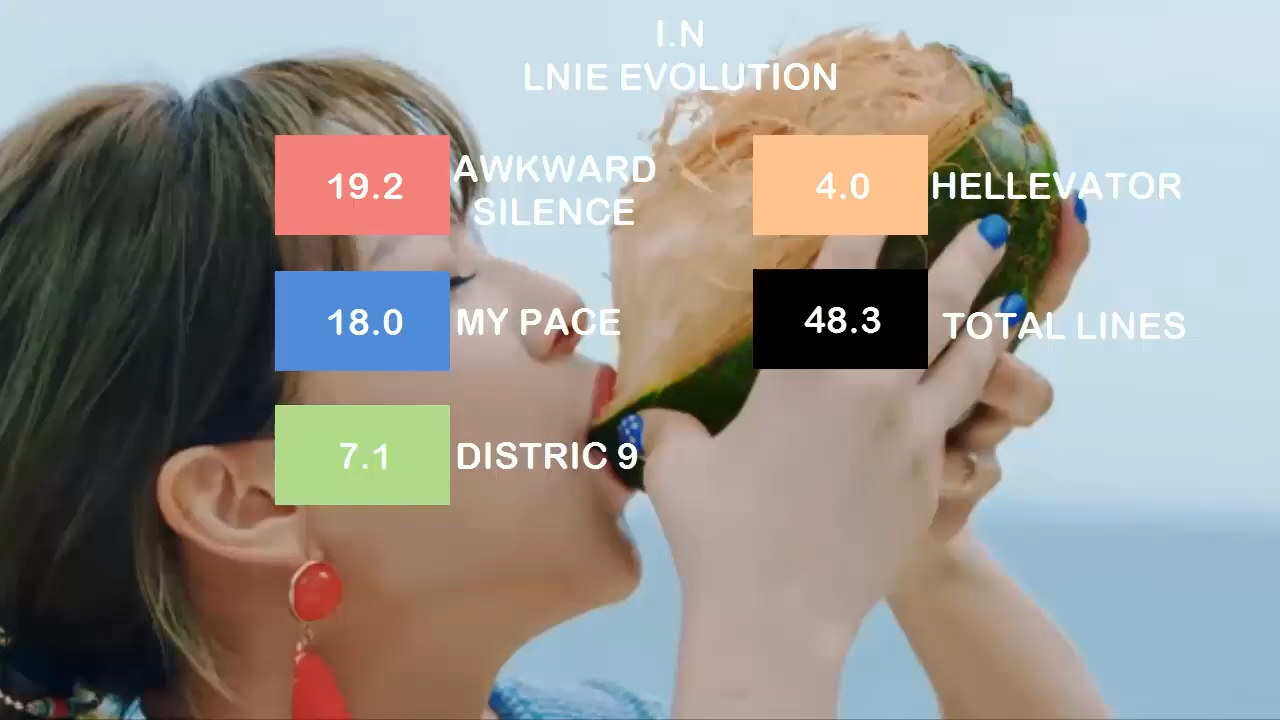 I.N
LNIE EVOLUTION
19.2
AWKWARD
SILENCE
4.0
HELLEVATOR
18.0
MY PACE
48.3
TOTAL LINES
7.1
DISTRIC 9